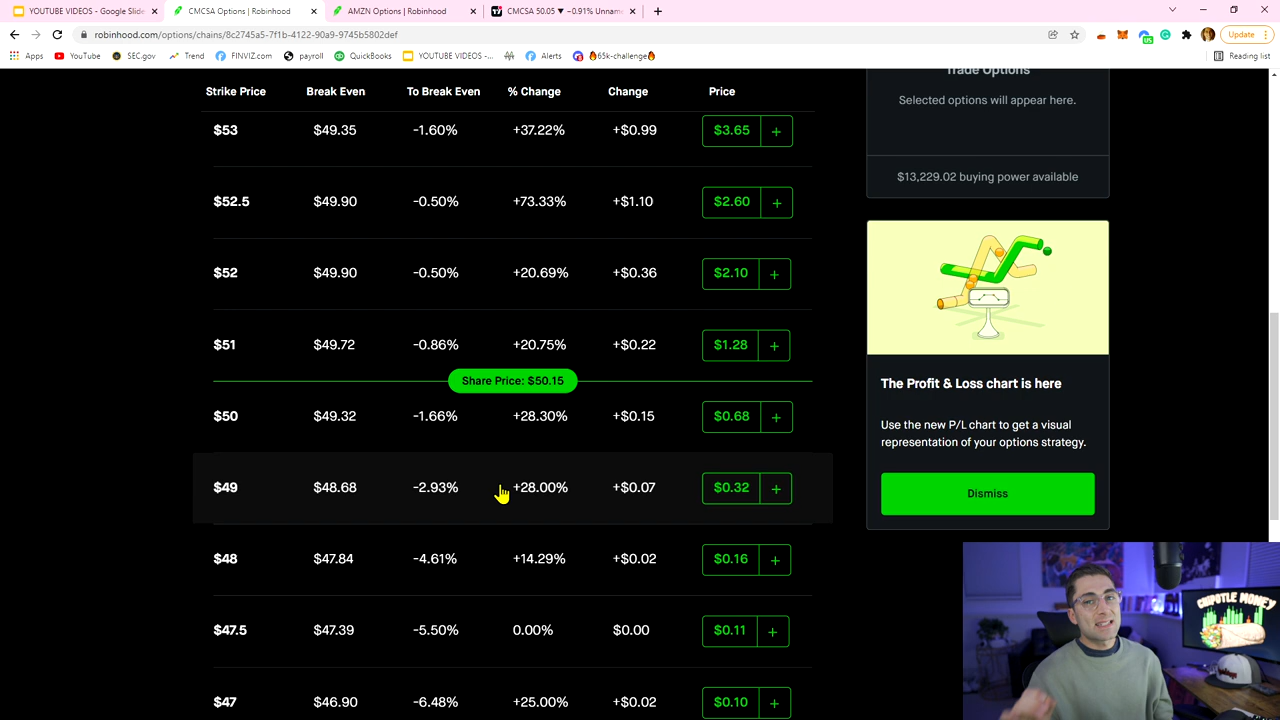 YOUTUBE VIDEOS - Google Slide
CMCSA Options | Robinhood
AMZN Options | Robinhood
CMCSA 50.05 ▼ −0.91% Unnam
robinhood.com/options/chains/8c2745a5-7f1b-4122-90a9-9745b5802def
Update
Apps
YouTube
SEC.gov
Trend
FINVIZ.com
payroll
QuickBooks
YOUTUBE VIDEOS -...
Alerts
🔥65k-challenge🔥
Reading list
Strike Price Break Even To Break Even % Change Change Price
$53 $49.35 -1.60% +37.22% +$0.99 $3.65 +
$52.5 $49.90 -0.50% +73.33% +$1.10 $2.60 +
$52 $49.90 -0.50% +20.69% +$0.36 $2.10 +
$51 $49.72 -0.86% +20.75% +$0.22 $1.28 +
Share Price: $50.15
$50 $49.32 -1.66% +28.30% +$0.15 $0.68 +
$49 $48.68 -2.93% +28.00% +$0.07 $0.32 +
$48 $47.84 -4.61% +14.29% +$0.02 $0.16 +
$47.5 $47.39 -5.50% 0.00% $0.00 $0.11 +
$47 $46.90 -6.48% +25.00% +$0.02 $0.10 +
Trade Options
Selected options will appear here.
$13,229.02 buying power available
The Profit & Loss chart is here
Use the new P/L chart to get a visual
representation of your options strategy.
Dismiss
CHIPOTLE MONEY